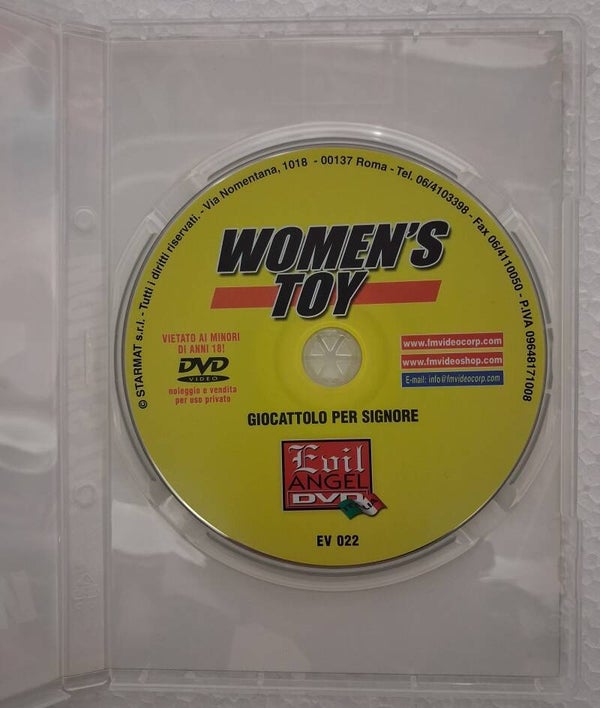 © STARMAT s.r.l. - Tutti i diritti riservati. - Via Nomentana, 1018 - 00137 Roma - Tel. 06/4103398 - Fax 06/4110050 - P.IVA 09648171008
WOMEN'S
TOY
VIETATO AI MINORI
DI ANNI 18!
DVD
VIDEO
noleggio e vendita
per uso privato
www.fmvideocorp.com
www.fmvideoshop.com
E-mail: info@fmvideocorp.com
GIOCATTOLO PER SIGNORE
Evil
ANGEL
DVD
EV 022